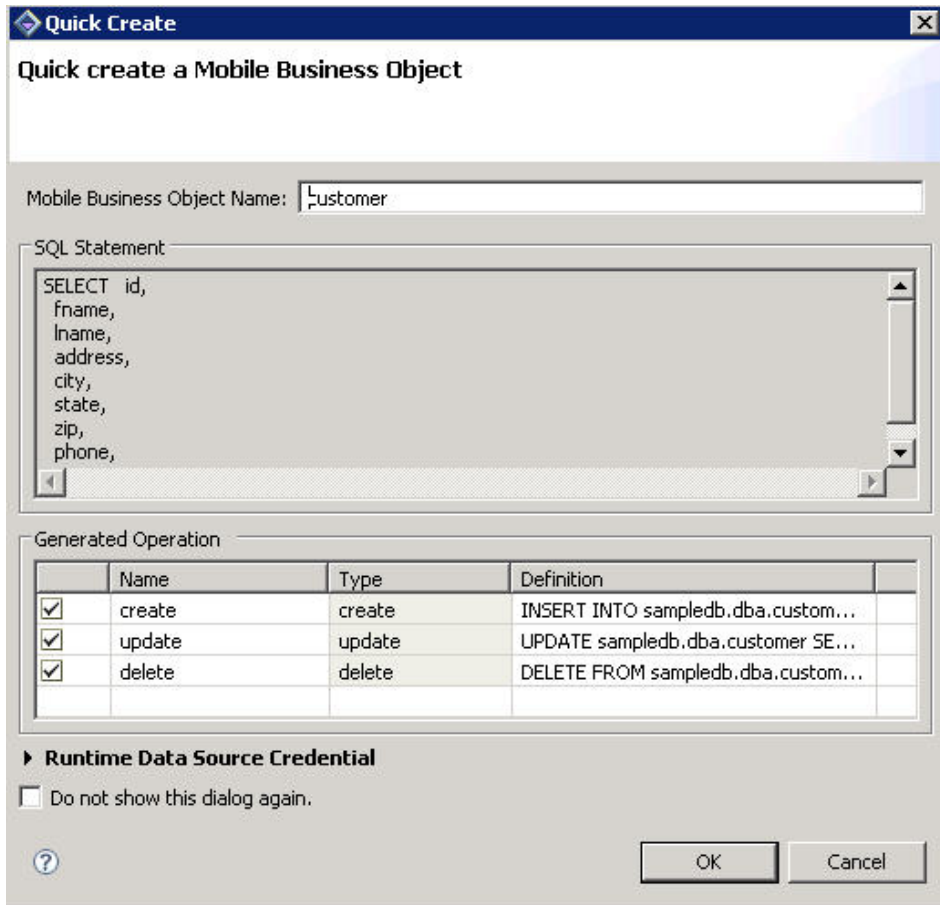 Quick Create
Quick create a Mobile Business Object
Mobile Business Object Name: Customer
SQL Statement
SELECT id,
fname,
lname,
address,
city,
state,
zip,
phone,
Generated Operation
Name Type Definition
create create INSERT INTO sampledb.dba.custom...
update update UPDATE sampledb.dba.customer SE...
delete delete DELETE FROM sampledb.dba.custom...
Runtime Data Source Credential
Do not show this dialog again.
? OK Cancel